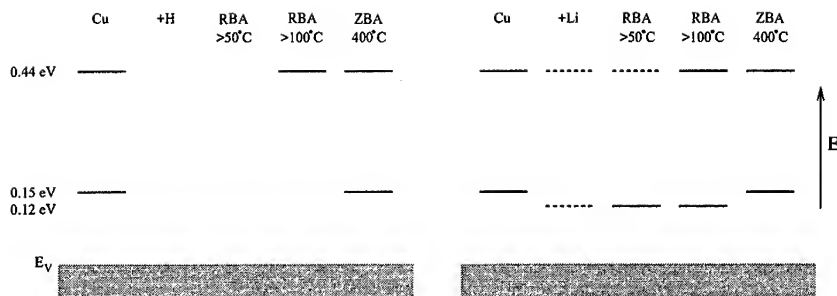 Cu +H RBA RBA ZBA Cu +Li RBA RBA ZBA
>50°C >100°C 400°C >50°C >100°C 400°C
0.44 eV
E
0.15 eV
0.12 eV
E_V